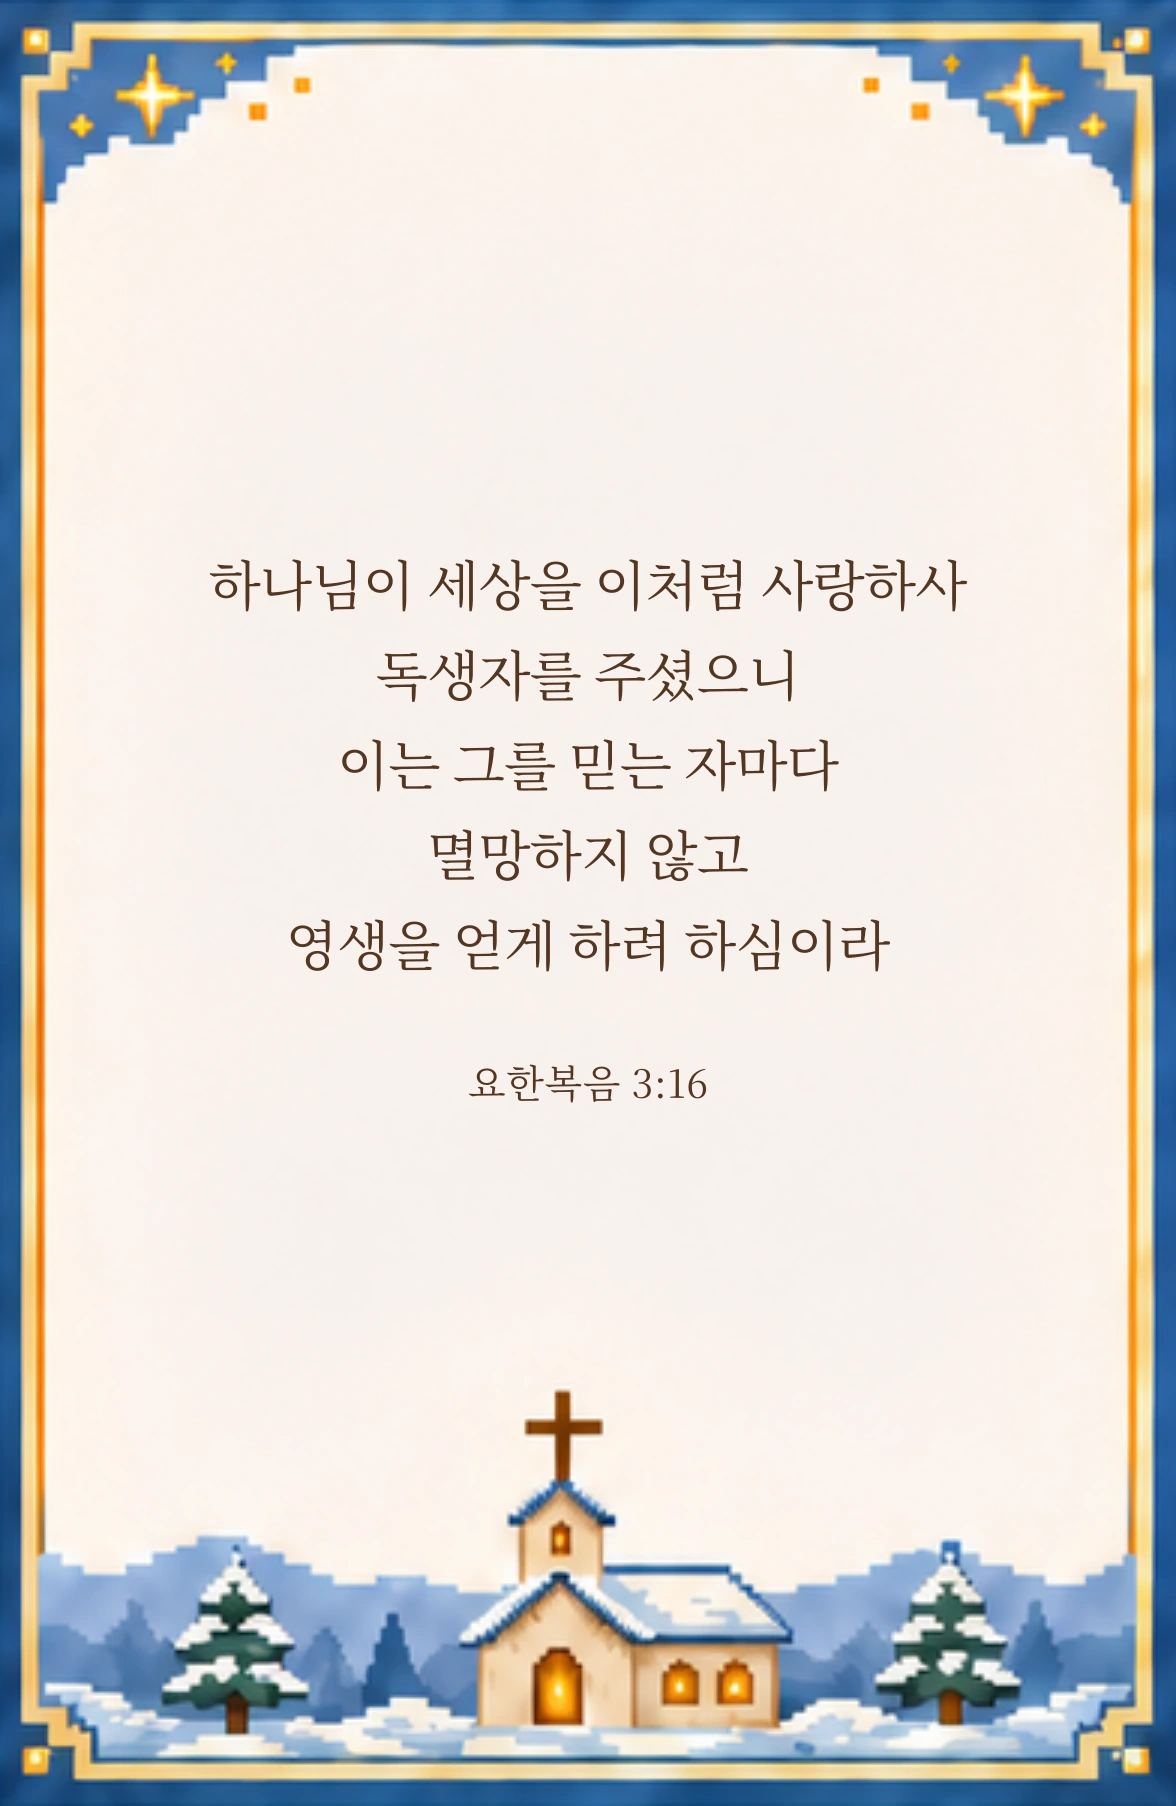 하나님이 세상을 이처럼 사랑하사
독생자를 주셨으니
이는 그를 믿는 자마다
멸망하지 않고
영생을 얻게 하려 하심이라
요한복음 3:16